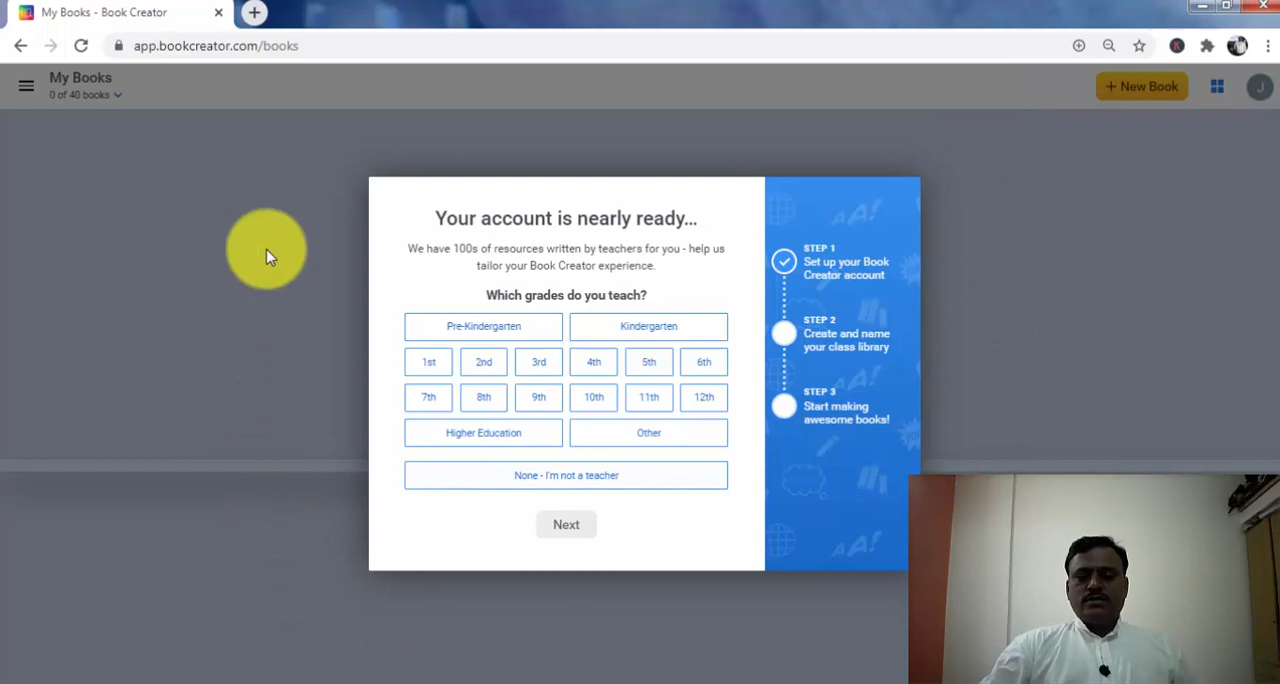 My Books - Book Creator
app.bookcreator.com/books
My Books
0 of 40 books
+ New Book
J
Your account is nearly ready...
We have 100s of resources written by teachers for you - help us
tailor your Book Creator experience.
Which grades do you teach?
Pre-Kindergarten
Kindergarten
1st
2nd
3rd
4th
5th
6th
7th
8th
9th
10th
11th
12th
Higher Education
Other
None - I'm not a teacher
Next
STEP 1
Set up your Book
Creator account
STEP 2
Create and name
your class library
STEP 3
Start making
awesome books!